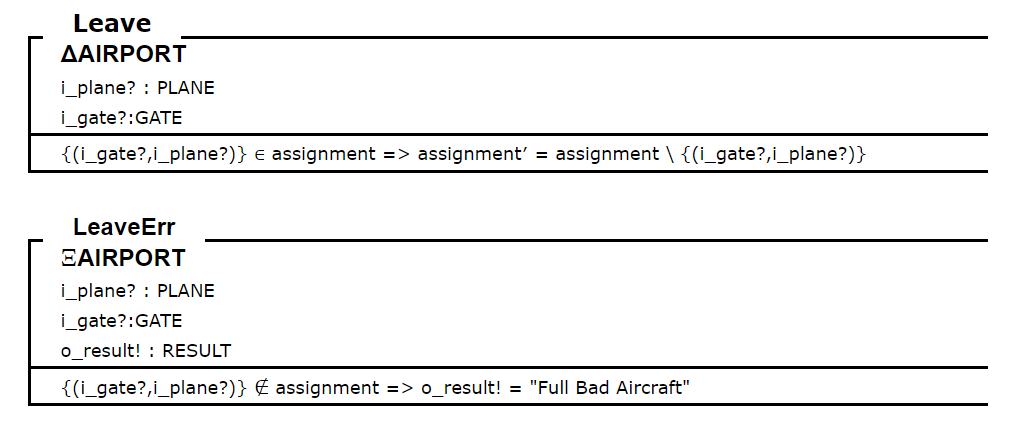 Leave
ΔAIRPORT
i_plane? : PLANE
i_gate?:GATE
{(i_gate?,i_plane?)} ∈ assignment => assignment′ = assignment \ {(i_gate?,i_plane?)}
LeaveErr
ΞAIRPORT
i_plane? : PLANE
i_gate?:GATE
o_result! : RESULT
{(i_gate?,i_plane?)} ∉ assignment => o_result! = "Full Bad Aircraft"